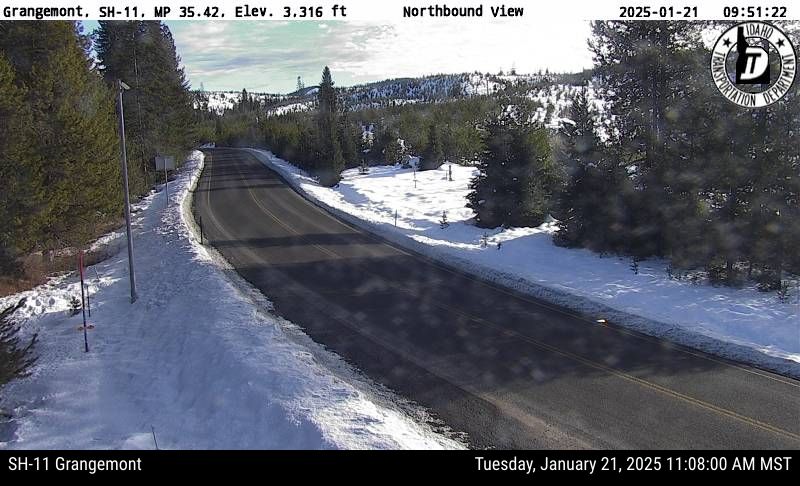 Grangemont, SH-11, MP 35.42, Elev. 3,316 ft Northbound View 2025-01-21 09:51:22
IDAHO
TRANSPORTATION DEPARTMENT
SH-11 Grangemont Tuesday, January 21, 2025 11:08:00 AM MST